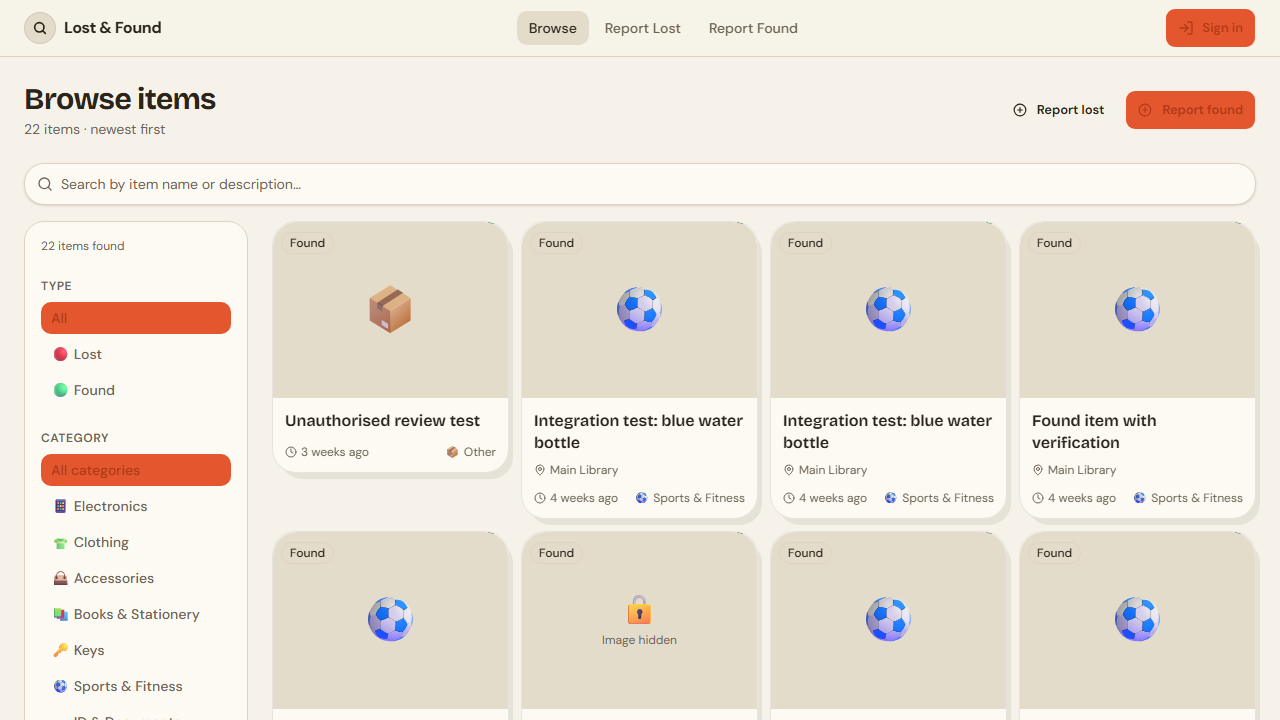 Lost & Found
Browse
Report Lost
Report Found
Sign in
Browse items
22 items · newest first
Report lost
Report found
Search by item name or description…
22 items found
TYPE
All
Lost
Found
CATEGORY
All categories
Electronics
Clothing
Accessories
Books & Stationery
Keys
Sports & Fitness
Found
Unauthorised review test
3 weeks ago
Other
Found
Integration test: blue water
bottle
Main Library
4 weeks ago
Sports & Fitness
Found
Integration test: blue water
bottle
Main Library
4 weeks ago
Sports & Fitness
Found
Found item with
verification
Main Library
4 weeks ago
Sports & Fitness
Found
Found
Image hidden
Found
Found